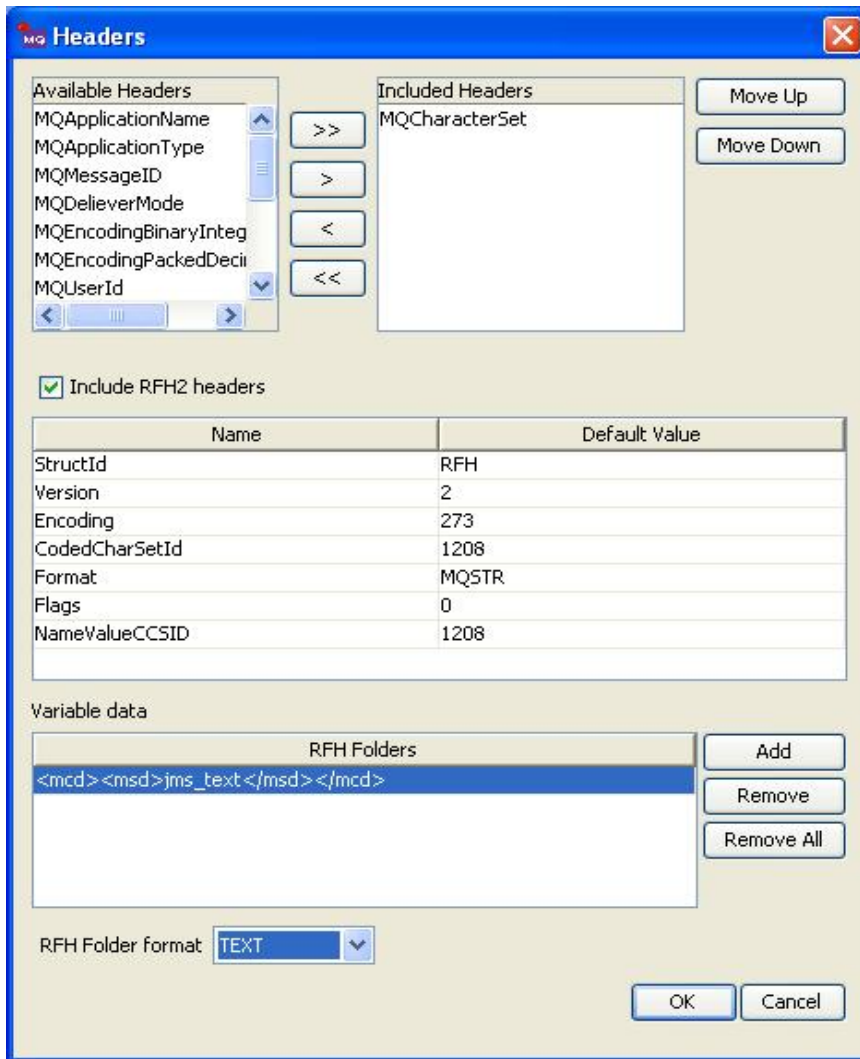 MQ Headers
Available Headers
MQApplicationName
MQApplicationType
MQMessageID
MQDelieverMode
MQEncodingBinaryInteg
MQEncodingPackedDeci
MQUserId
>>
>
<
<<
Included Headers
MQCharacterSet
Move Up
Move Down
Include RFH2 headers
Name Default Value
StructId RFH
Version 2
Encoding 273
CodedCharSetId 1208
Format MQSTR
Flags 0
NameValueCCSID 1208
Variable data
RFH Folders
<mcd><msd>jms_text</msd></mcd>
Add
Remove
Remove All
RFH Folder format TEXT
OK Cancel